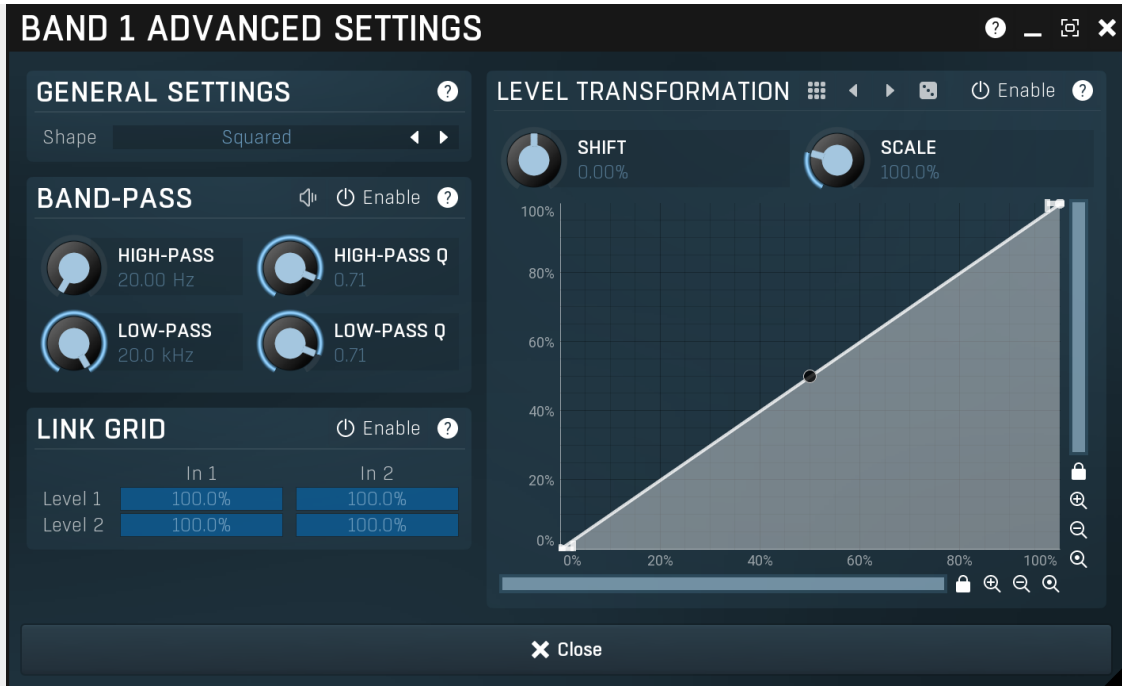 BAND 1 ADVANCED SETTINGS
?
GENERAL SETTINGS
?
Shape Squared
BAND-PASS
Enable ?
HIGH-PASS
20.00 Hz
HIGH-PASS Q
0.71
LOW-PASS
20.0 kHz
LOW-PASS Q
0.71
LINK GRID
Enable ?
In 1 In 2
Level 1 100.0% 100.0%
Level 2 100.0% 100.0%
LEVEL TRANSFORMATION
Enable ?
SHIFT
0.00%
SCALE
100.0%
100%
80%
60%
40%
20%
0%
0% 20% 40% 60% 80% 100%
Close